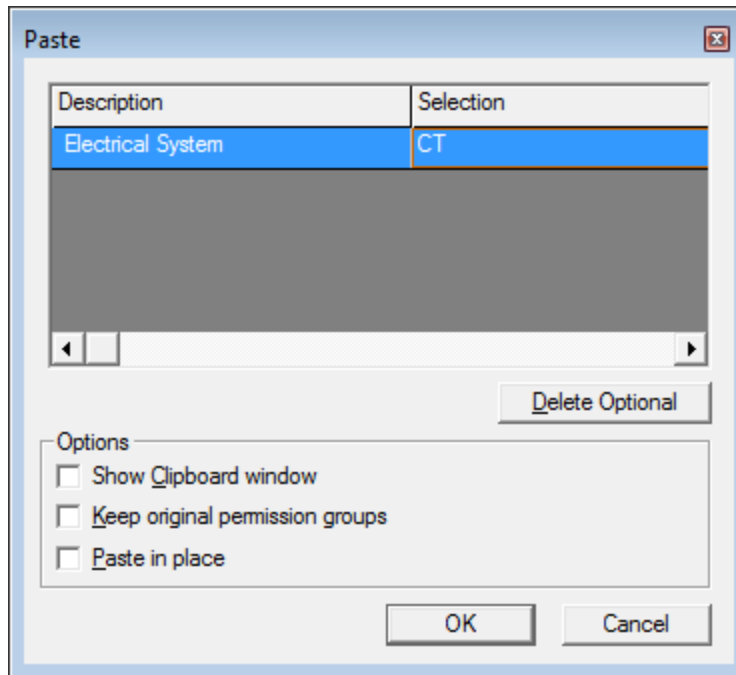 Paste
Description Selection
Electrical System CT
Delete Optional
Options
Show Clipboard window
Keep original permission groups
Paste in place
OK Cancel